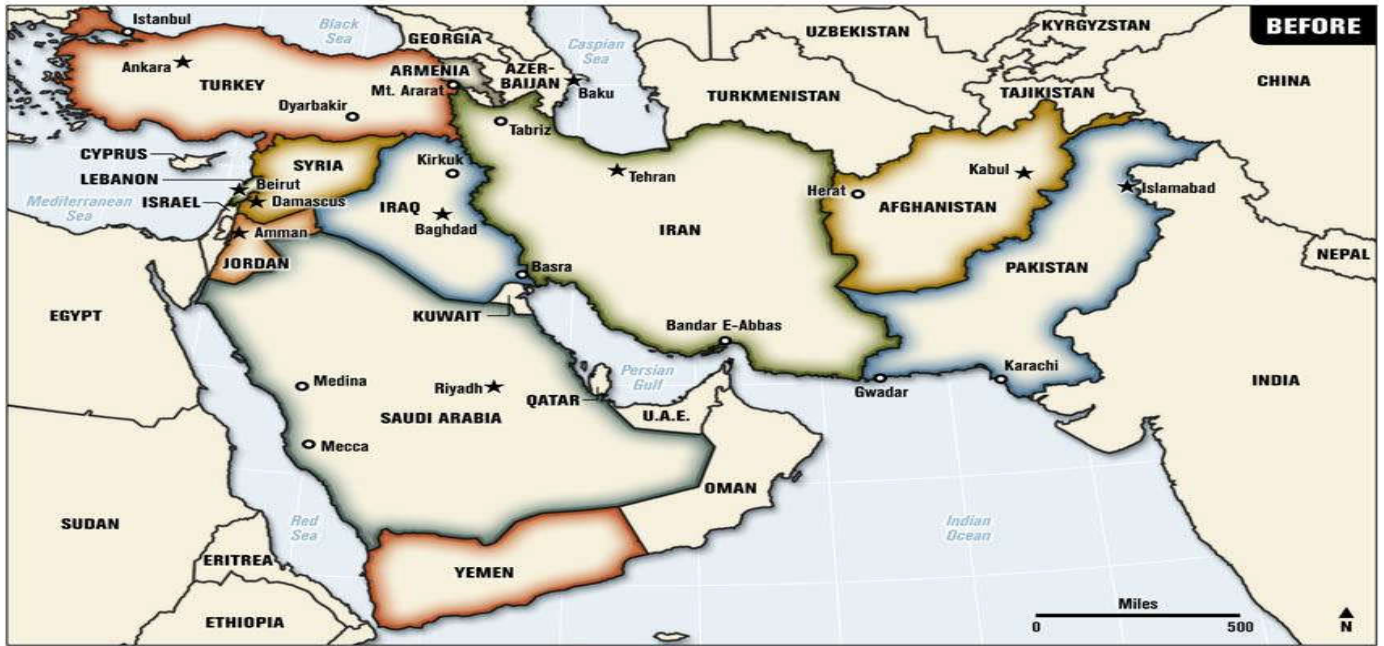 BEFORE
Istanbul
Black
Sea
GEORGIA
Caspian
Sea
UZBEKISTAN
KYRGYZSTAN
Ankara
TURKEY
ARMENIA
Mt. Ararat
AZER-
BAIJAN
Baku
TURKMENISTAN
TAJIKISTAN
CHINA
Dyarbakir
Tabriz
CYPRUS
LEBANON
SYRIA
Kirkuk
Tehran
Kabul
Herat
Islamabad
Mediterranean
Sea
ISRAEL
Beirut
Damascus
IRAQ
Baghdad
IRAN
AFGHANISTAN
Amman
JORDAN
Basra
PAKISTAN
NEPAL
EGYPT
KUWAIT
Bandar E-Abbas
Medina
Riyadh
QATAR
Persian
Gulf
Gwadar
Karachi
INDIA
SAUDI ARABIA
U.A.E.
Mecca
OMAN
SUDAN
Red
Sea
Indian
Ocean
ERITREA
YEMEN
ETHIOPIA
Miles
0
500
N